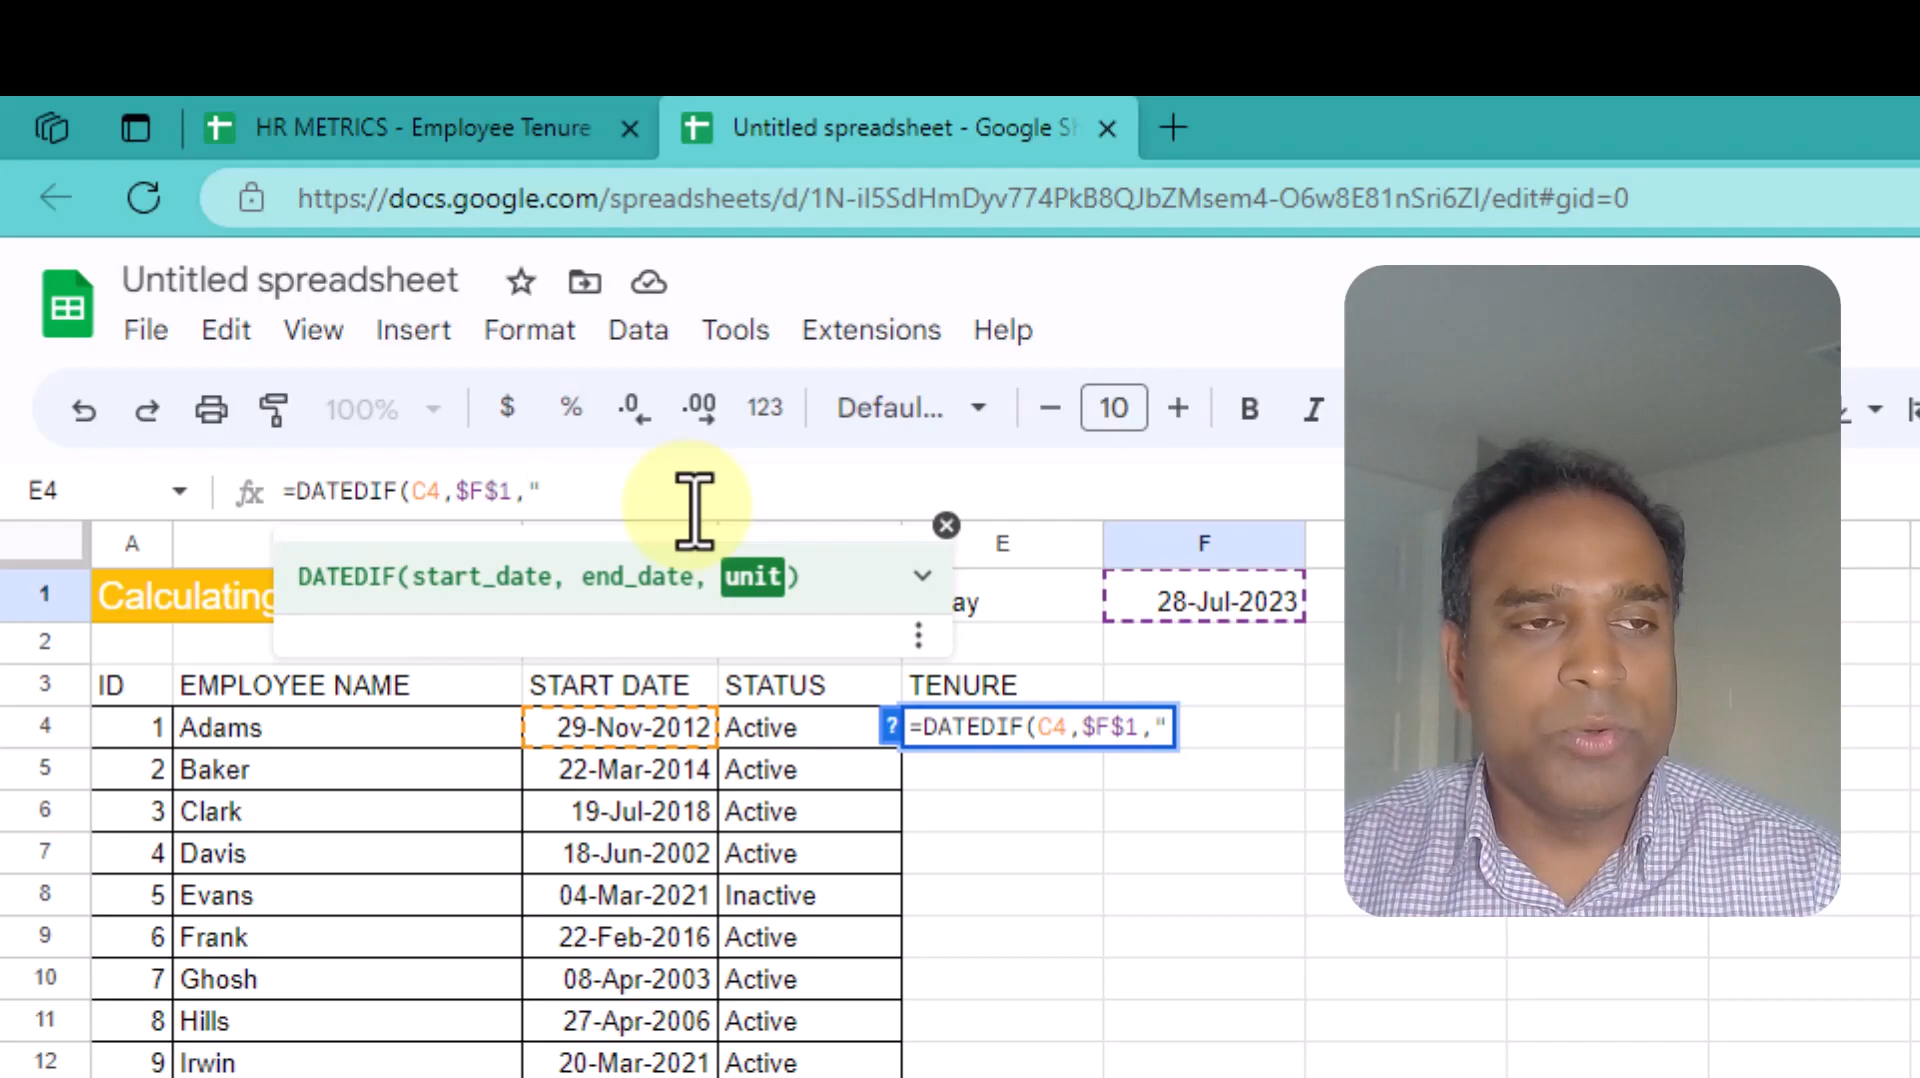 HR METRICS - Employee Tenure
Untitled spreadsheet - Google S
https://docs.google.com/spreadsheets/d/1N-il5SdHmDyv774PkB8QJbZMsem4-O6w8E81nSri6ZI/edit#gid=0
Untitled spreadsheet
File Edit View Insert Format Data Tools Extensions Help
100% $ % .0 .00 123 Defaul... 10 B I
E4 fx =DATEDIF(C4,$F$1,"
A E F
DATEDIF(start_date, end_date, unit)
1 Calculating ay 28-Jul-2023
2
3 ID EMPLOYEE NAME START DATE STATUS TENURE
4 1 Adams 29-Nov-2012 Active ? =DATEDIF(C4,$F$1,"
5 2 Baker 22-Mar-2014 Active
6 3 Clark 19-Jul-2018 Active
7 4 Davis 18-Jun-2002 Active
8 5 Evans 04-Mar-2021 Inactive
9 6 Frank 22-Feb-2016 Active
10 7 Ghosh 08-Apr-2003 Active
11 8 Hills 27-Apr-2006 Active
12 9 Irwin 20-Mar-2021 Active